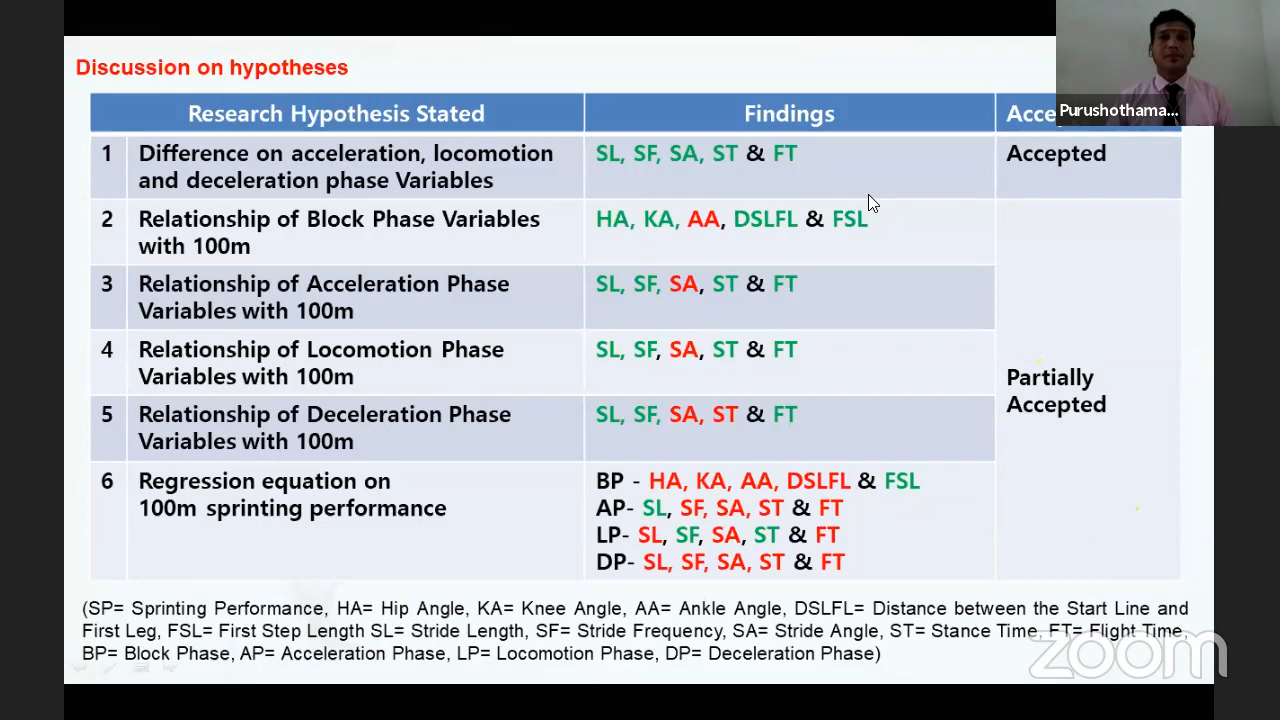 Discussion on hypotheses
Research Hypothesis Stated
Findings
Purushothama...
1
Difference on acceleration, locomotion
and deceleration phase Variables
SL, SF, SA, ST & FT
Accepted
2
Relationship of Block Phase Variables
with 100m
HA, KA, AA, DSLFL & FSL
3
Relationship of Acceleration Phase
Variables with 100m
SL, SF, SA, ST & FT
4
Relationship of Locomotion Phase
Variables with 100m
SL, SF, SA, ST & FT
Partially
Accepted
5
Relationship of Deceleration Phase
Variables with 100m
SL, SF, SA, ST & FT
6
Regression equation on
100m sprinting performance
BP - HA, KA, AA, DSLFL & FSL
AP- SL, SF, SA, ST & FT
LP- SL, SF, SA, ST & FT
DP- SL, SF, SA, ST & FT
(SP= Sprinting Performance, HA= Hip Angle, KA= Knee Angle, AA= Ankle Angle, DSLFL= Distance between the Start Line and
First Leg, FSL= First Step Length SL= Stride Length, SF= Stride Frequency, SA= Stride Angle, ST= Stance Time, FT= Flight Time,
BP= Block Phase, AP= Acceleration Phase, LP= Locomotion Phase, DP= Deceleration Phase)
zoom